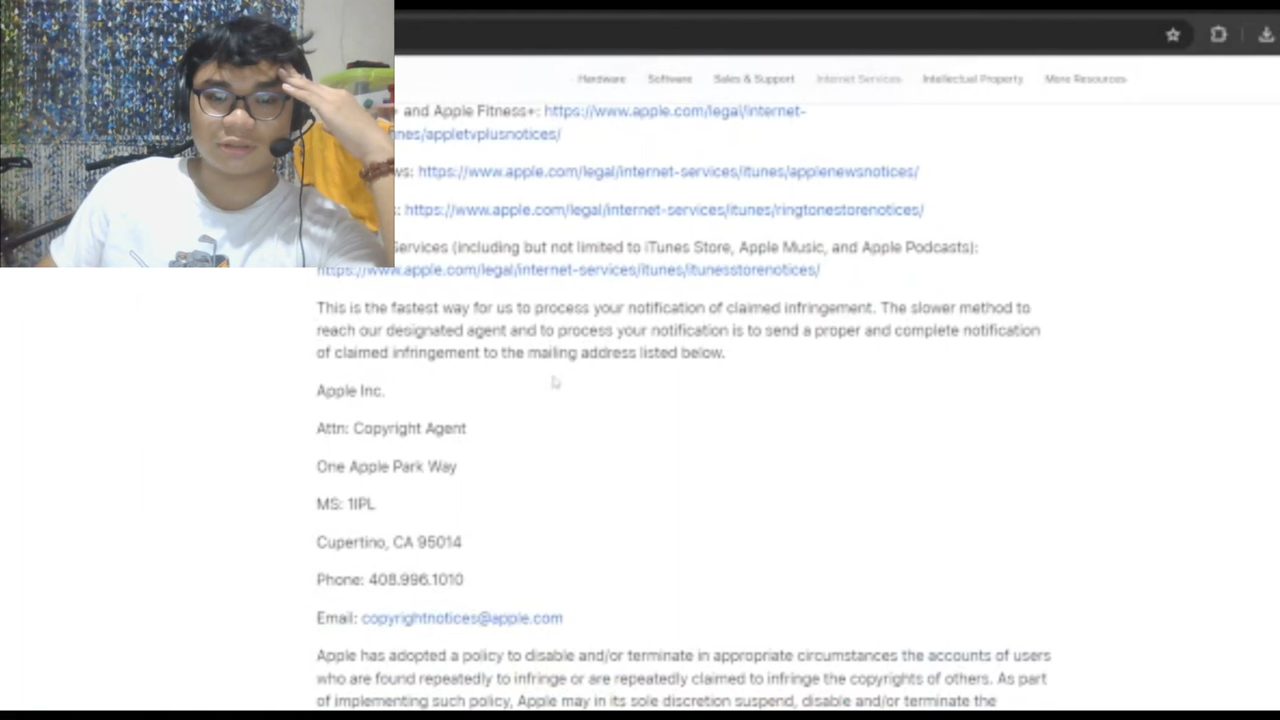 Hardware Software Sales & Support Internet Services Intellectual Property More Resources
+ and Apple Fitness+: https://www.apple.com/legal/internet-
nes/appletvplusnotices/
ws: https://www.apple.com/legal/internet-services/itunes/applenewsnotices/
: https://www.apple.com/legal/internet-services/itunes/ringtonestorenotices/
Services (including but not limited to iTunes Store, Apple Music, and Apple Podcasts):
https://www.apple.com/legal/internet-services/itunes/itunesstorenotices/
This is the fastest way for us to process your notification of claimed infringement. The slower method to
reach our designated agent and to process your notification is to send a proper and complete notification
of claimed infringement to the mailing address listed below.
Apple Inc.
Attn: Copyright Agent
One Apple Park Way
MS: 1IPL
Cupertino, CA 95014
Phone: 408.996.1010
Email: copyrightnotices@apple.com
Apple has adopted a policy to disable and/or terminate in appropriate circumstances the accounts of users
who are found repeatedly to infringe or are repeatedly claimed to infringe the copyrights of others. As part
of implementing such policy, Apple may in its sole discretion suspend, disable and/or terminate the